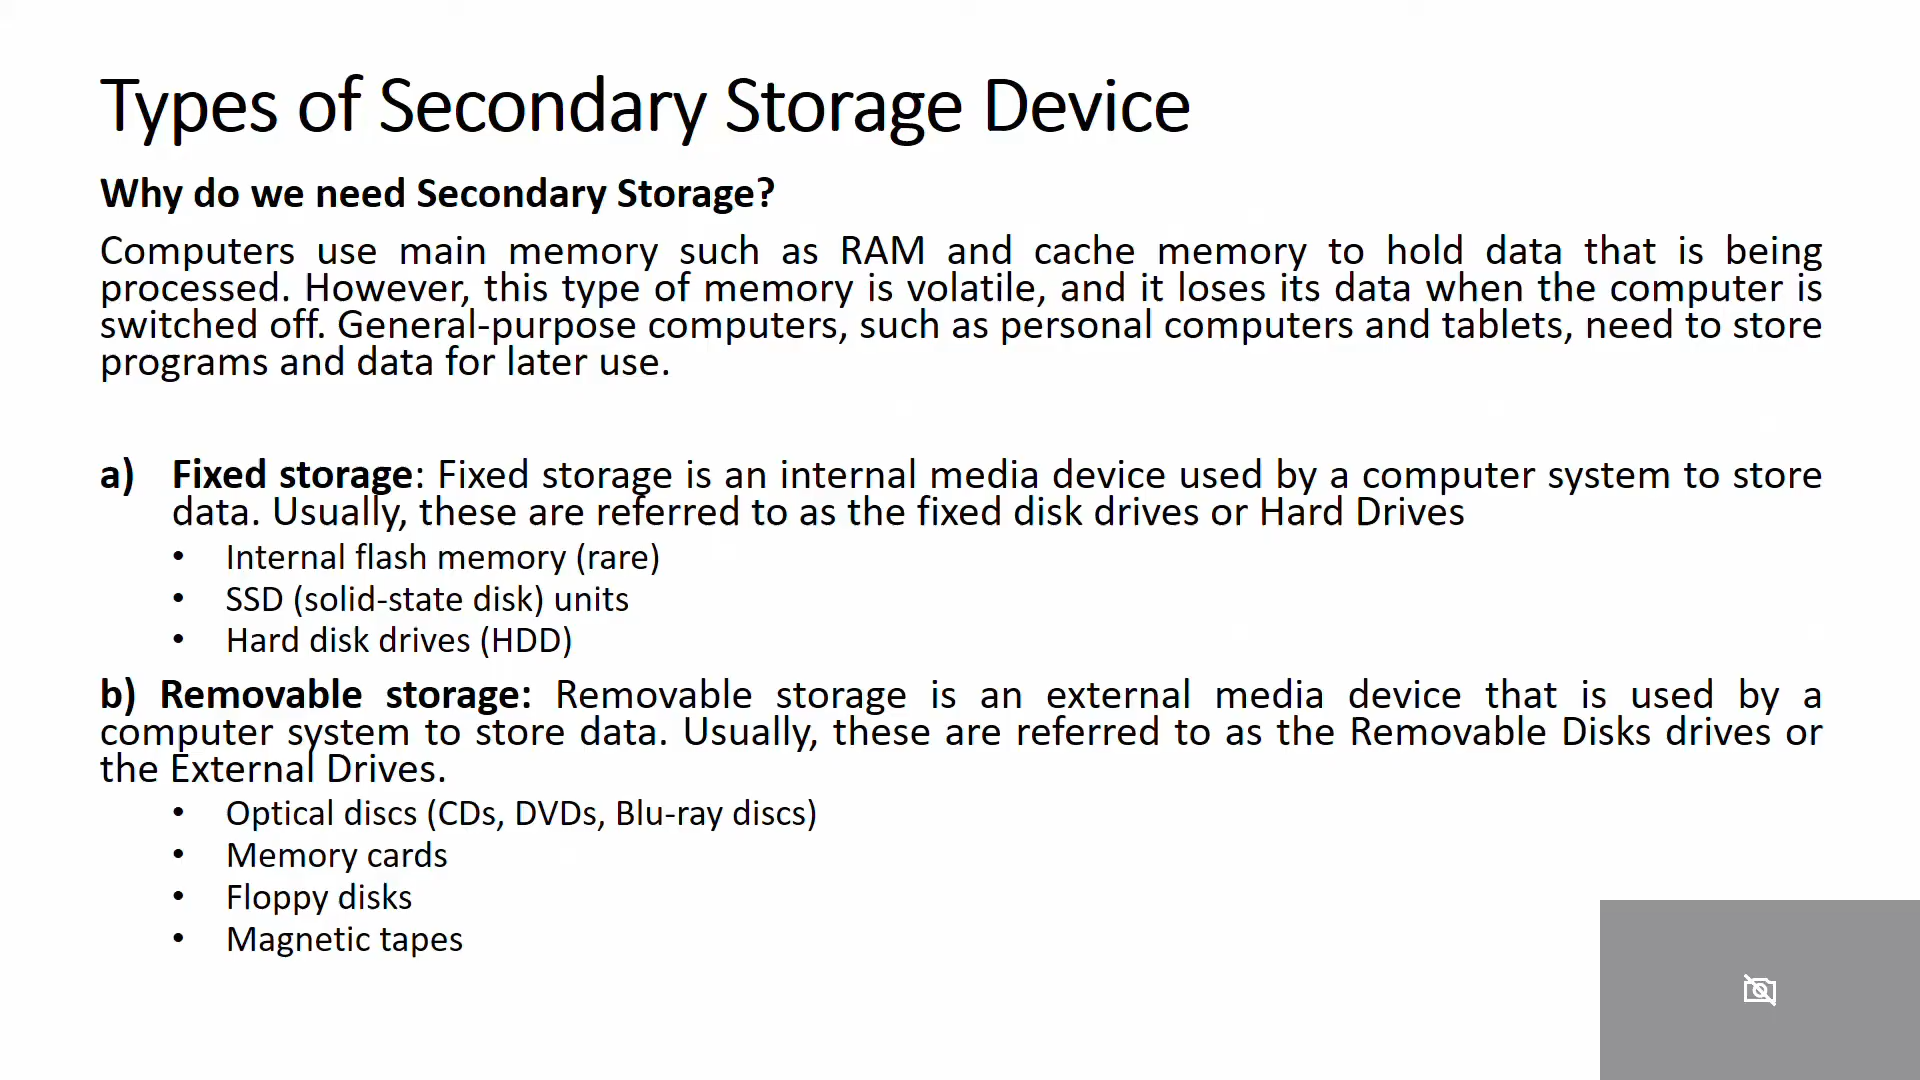 Types of Secondary Storage Device
Why do we need Secondary Storage?
Computers use main memory such as RAM and cache memory to hold data that is being
processed. However, this type of memory is volatile, and it loses its data when the computer is
switched off. General-purpose computers, such as personal computers and tablets, need to store
programs and data for later use.
a) Fixed storage: Fixed storage is an internal media device used by a computer system to store
data. Usually, these are referred to as the fixed disk drives or Hard Drives
• Internal flash memory (rare)
• SSD (solid-state disk) units
• Hard disk drives (HDD)
b) Removable storage: Removable storage is an external media device that is used by a
computer system to store data. Usually, these are referred to as the Removable Disks drives or
the External Drives.
• Optical discs (CDs, DVDs, Blu-ray discs)
• Memory cards
• Floppy disks
• Magnetic tapes